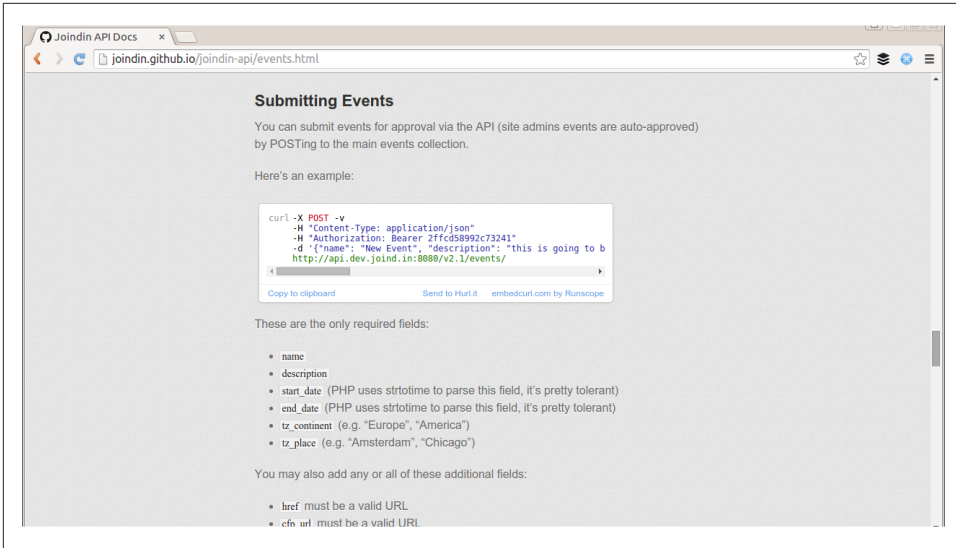 Joindin API Docs ×
joindin.github.io/joindin-api/events.html
Submitting Events
You can submit events for approval via the API (site admins events are auto-approved)
by POSTing to the main events collection.
Here's an example:
curl -X POST -v
-H "Content-Type: application/json"
-H "Authorization: Bearer 2ffcd58992c73241"
-d '{"name": "New Event", "description": "this is going to b
http://api.dev.joind.in:8080/v2.1/events/
Copy to clipboard Send to Hurl.it embedcurl.com by Runscope
These are the only required fields:
• name
• description
• start_date (PHP uses strtotime to parse this field, it's pretty tolerant)
• end_date (PHP uses strtotime to parse this field, it's pretty tolerant)
• tz_continent (e.g. “Europe”, “America”)
• tz_place (e.g. “Amsterdam”, “Chicago”)
You may also add any or all of these additional fields:
• href must be a valid URL
• cfp_url must be a valid URL